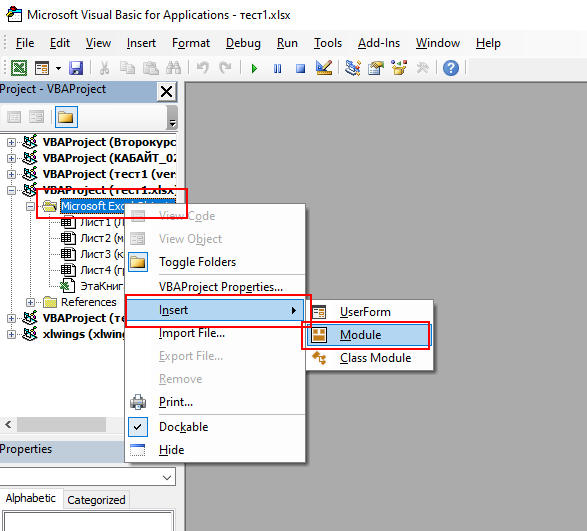 Microsoft Visual Basic for Applications - тест1.xlsx
File Edit View Insert Format Debug Run Tools Add-Ins Window Help
Project - VBAProject
VBAProject (Второкурс
VBAProject (КАБАЙТ_02
VBAProject (тест1 (ver
VBAProject (тест1.xlsx)
Microsoft Excel
Лист1 (Л
Лист2 (м
Лист3 (к
Лист4 (г
ЭтаКниг
References
VBAProject (те
xlwings (xlwing
View Code
View Object
Toggle Folders
VBAProject Properties...
Insert
Import File...
Export File...
Remove
Print...
Dockable
Hide
UserForm
Module
Class Module
Properties
Alphabetic Categorized